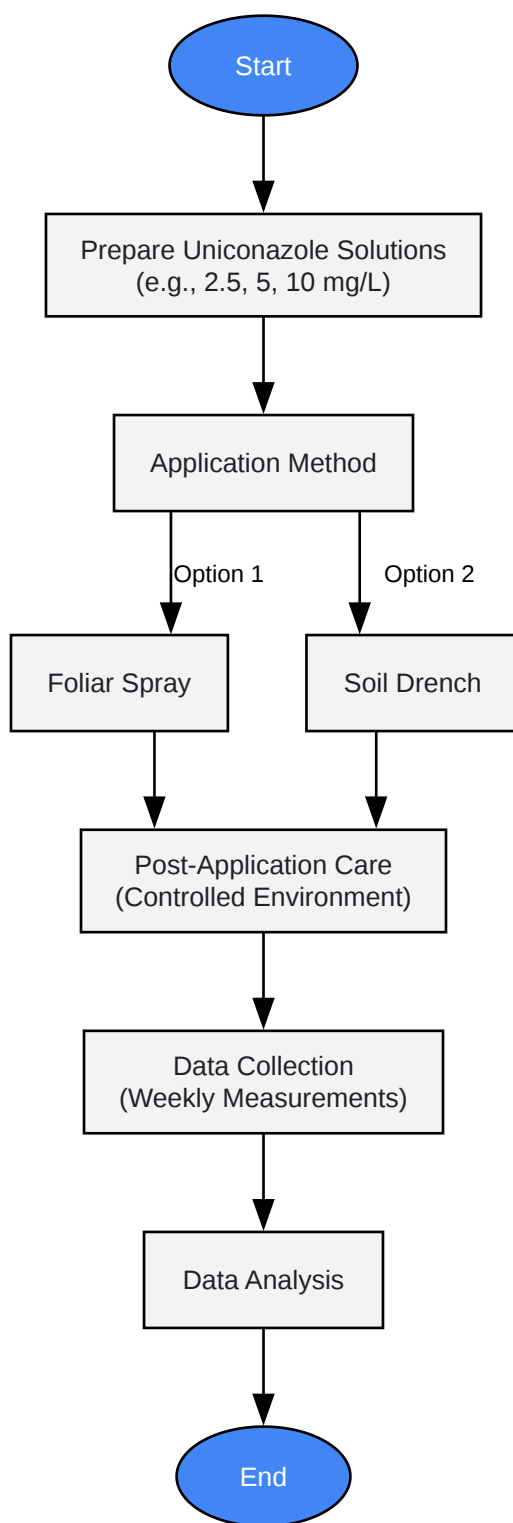 Start
Prepare Uniconazole Solutions
(e.g., 2.5, 5, 10 mg/L)
Application Method
Option 1
Option 2
Foliar Spray
Soil Drench
Post-Application Care
(Controlled Environment)
Data Collection
(Weekly Measurements)
Data Analysis
End